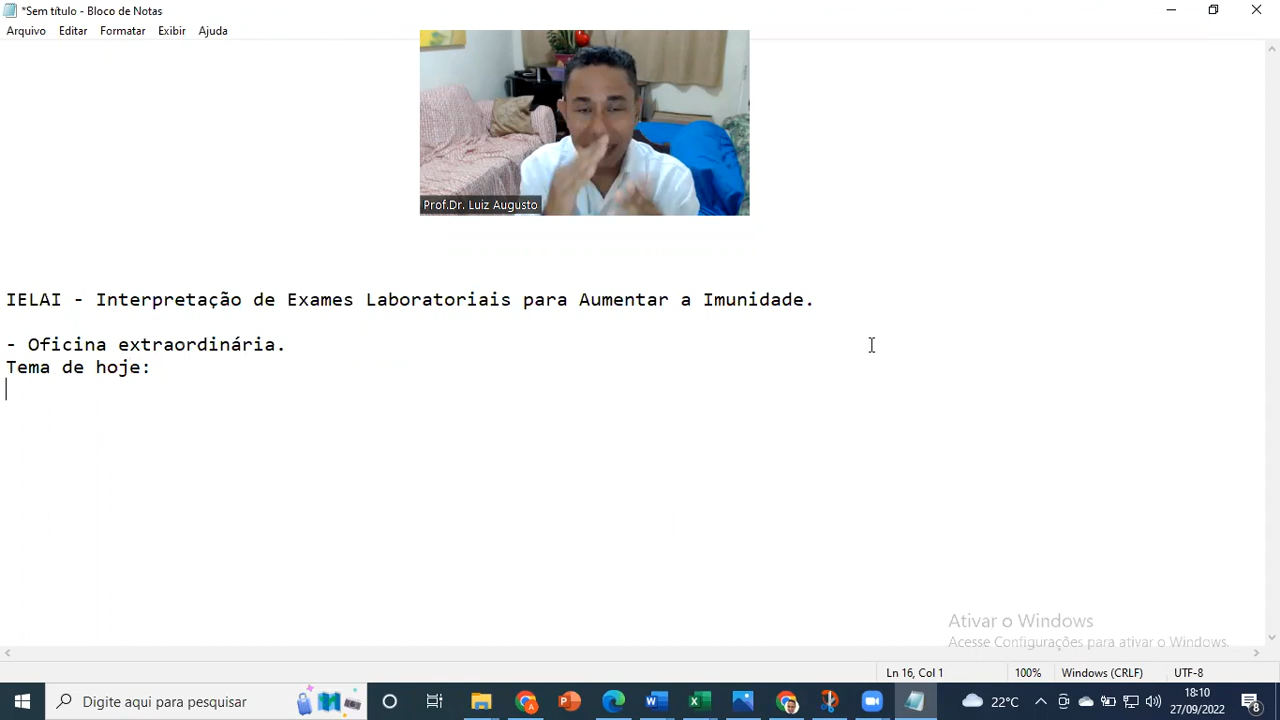 *Sem título - Bloco de Notas
Arquivo Editar Formatar Exibir Ajuda
Prof.Dr. Luiz Augusto
IELAI - Interpretação de Exames Laboratoriais para Aumentar a Imunidade.
- Oficina extraordinária.
Tema de hoje:
Ativar o Windows
Acesse Configurações para ativar o Windows.
Ln 16, Col 1 100% Windows (CRLF) UTF-8
Digite aqui para pesquisar
22°C
18:10
27/09/2022
8